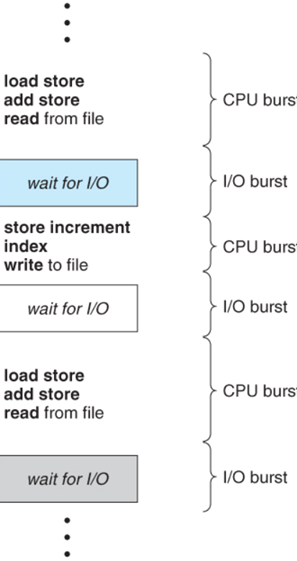 load store
add store
read from file
CPU burst
wait for I/O
I/O burst
store increment
index
write to file
CPU burst
wait for I/O
I/O burst
load store
add store
read from file
CPU burst
wait for I/O
I/O burst